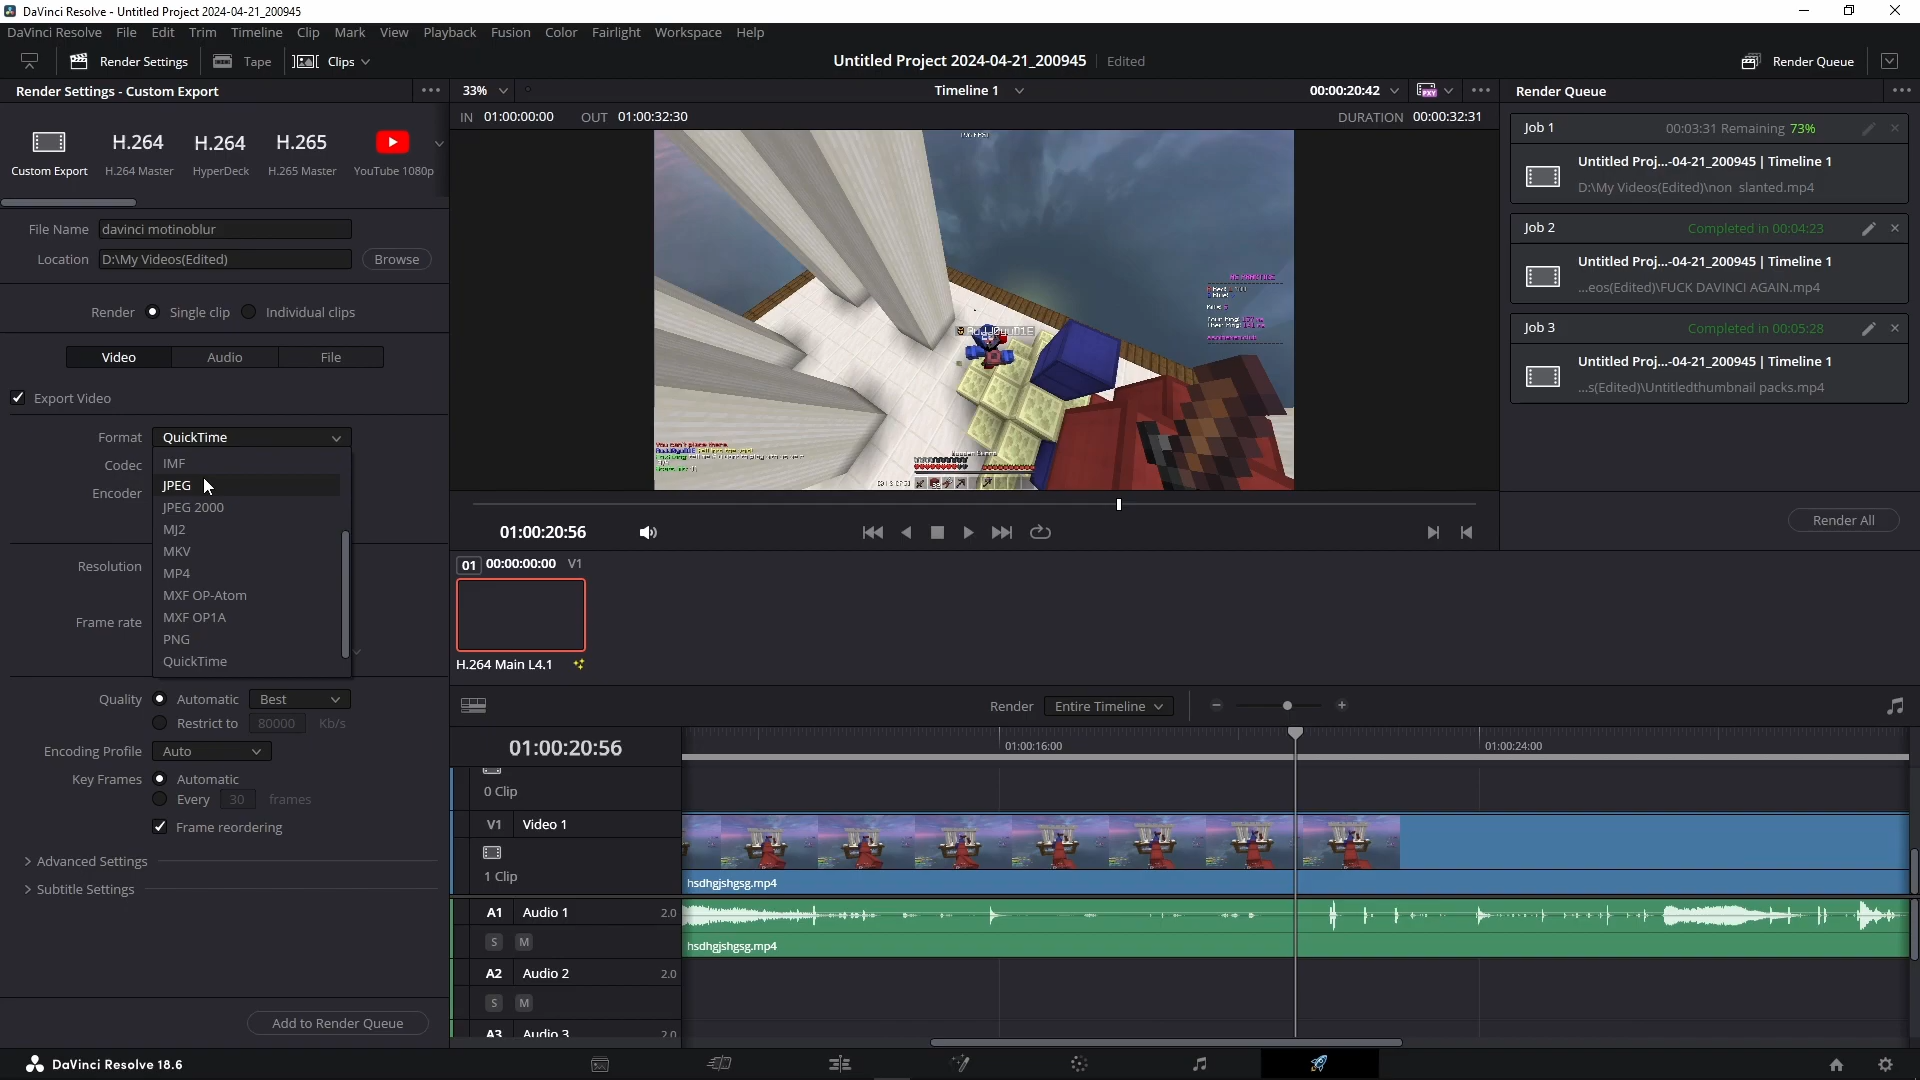 DaVinci Resolve - Untitled Project 2024-04-21_200945
DaVinci Resolve File Edit Trim Timeline Clip Mark View Playback Fusion Color Fairlight Workspace Help
Render Settings Tape Clips
Untitled Project 2024-04-21_200945 Edited
Render Queue
Render Settings - Custom Export
33% Timeline 1 00:00:20:42
Render Queue
IN 01:00:00:00 OUT 01:00:32:30 DURATION 00:00:32:31
H.264 H.264 H.265
Custom Export H.264 Master HyperDeck H.265 Master YouTube 1080p
File Name davinci motinoblur
Location D:\My Videos(Edited) Browse
Render Single clip Individual clips
Video Audio File
Export Video
Format QuickTime
Codec
Encoder
Resolution
Frame rate
IMF
JPEG
JPEG 2000
MJ2
MKV
MP4
MXF OP-Atom
MXF OP1A
PNG
QuickTime
Quality Automatic Best
Restrict to 80000 Kb/s
Encoding Profile Auto
Key Frames Automatic
Every 30 frames
Frame reordering
Advanced Settings
Subtitle Settings
Add to Render Queue
You can't place there.
Job 1 00:03:31 Remaining 73%
Untitled Proj...-04-21_200945 | Timeline 1
D:\My Videos(Edited)\non slanted.mp4
Job 2 Completed in 00:04:23
Untitled Proj...-04-21_200945 | Timeline 1
...eos(Edited)\FUCK DAVINCI AGAIN.mp4
Job 3 Completed in 00:05:28
Untitled Proj...-04-21_200945 | Timeline 1
...s(Edited)\Untitledthumbnail packs.mp4
Render All
01:00:20:56
01 00:00:00:00 V1
H.264 Main L4.1
Render Entire Timeline
01:00:20:56
01:00:16:00 01:00:24:00
0 Clip
V1 Video 1
1 Clip
hsdhgjshgsg.mp4
A1 Audio 1 2.0
S M
hsdhgjshgsg.mp4
A2 Audio 2 2.0
S M
A3 Audio 3 2.0
DaVinci Resolve 18.6